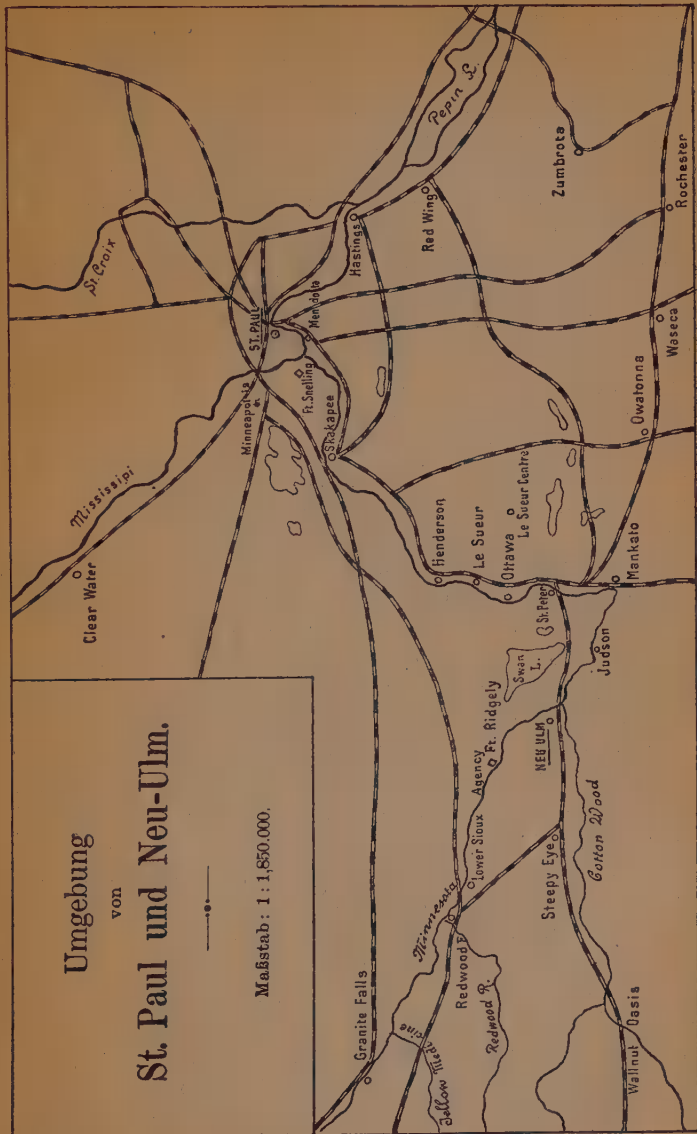 Umgebung
von
St. Paul und Neu-Ulm.
Maßstab: 1:1,850.000.
Mississipi
Clear Water
St. Croix
Minneapolis
ST. PAUL
Ft. Snelling
Mendota
Shakapee
Hastings
Pepin L.
Red Wing
Zumbrota
Rochester
Waseca
Owatonna
Henderson
Le Sueur
Ottawa
Le Sueur Centre
St. Peter
Mankato
Swan
L.
Judson
Granite Falls
Minnesota
Lower Sioux
Agency
Ft. Ridgely
NEU ULM
Redwood F.
Redwood R.
Jellow Medicine
Steepy Eye
Cotton Wood
Wallnut
Oasis